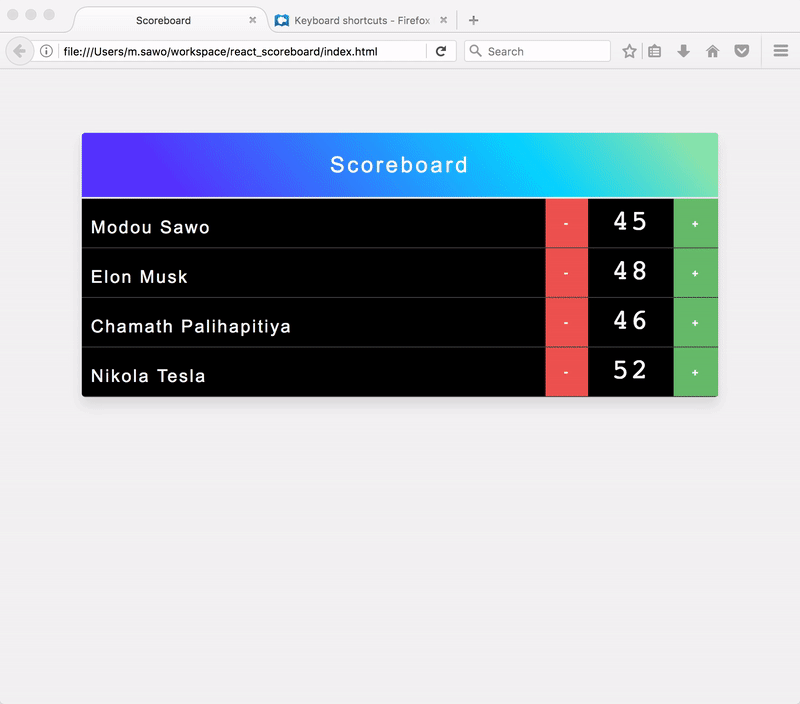 Scoreboard
Keyboard shortcuts - Firefox
file:///Users/m.sawo/workspace/react_scoreboard/index.html
Search
Scoreboard
Modou Sawo - 45 +
Elon Musk - 48 +
Chamath Palihapitiya - 46 +
Nikola Tesla - 52 +